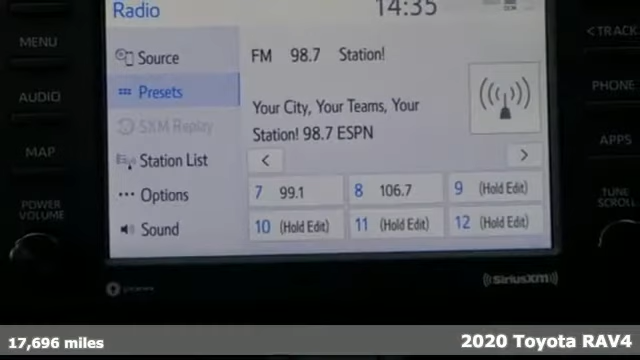 Radio
14:35
MENU
AUDIO
MAP
POWER
VOLUME
Source
Presets
SXM Replay
Station List
Options
Sound
FM 98.7 Station!
Your City, Your Teams, Your
Station! 98.7 ESPN
<
>
7 99.1
8 106.7
9 (Hold Edit)
10 (Hold Edit)
11 (Hold Edit)
12 (Hold Edit)
< TRACK
PHONE
APPS
TUNE
SCROLL
SiriusXM
17,696 miles
2020 Toyota RAV4